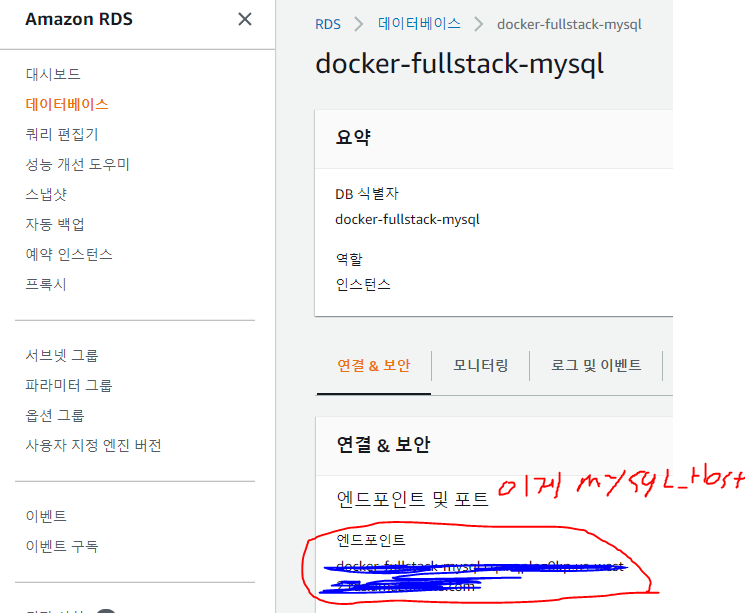 Amazon RDS
대시보드
데이터베이스
쿼리 편집기
성능 개선 도우미
스냅샷
자동 백업
예약 인스턴스
프록시
서브넷 그룹
파라미터 그룹
옵션 그룹
사용자 지정 엔진 버전
이벤트
이벤트 구독
RDS > 데이터베이스 > docker-fullstack-mysql
docker-fullstack-mysql
요약
DB 식별자
docker-fullstack-mysql
역할
인스턴스
연결 & 보안 모니터링 로그 및 이벤트
연결 & 보안
엔드포인트 및 포트
이게 mysql_Host
엔드포인트